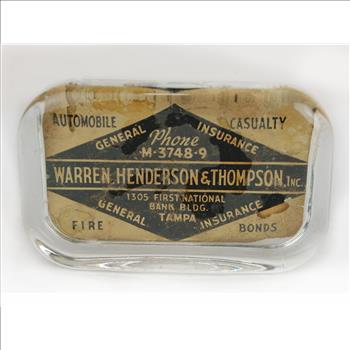 AUTOMOBILE CASUALTY
GENERAL INSURANCE
Phone
M-3748-9
WARREN, HENDERSON & THOMPSON, INC.
1305 FIRST NATIONAL
BANK BLDG.
TAMPA
GENERAL INSURANCE
FIRE BONDS